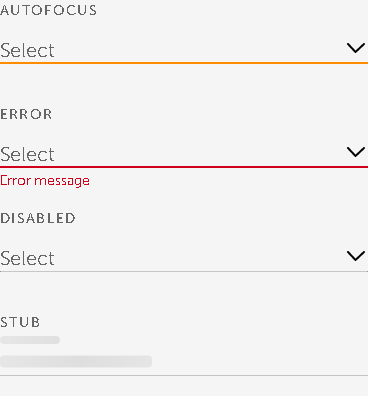 AUTOFOCUS
Select
ERROR
Select
Error message
DISABLED
Select
STUB